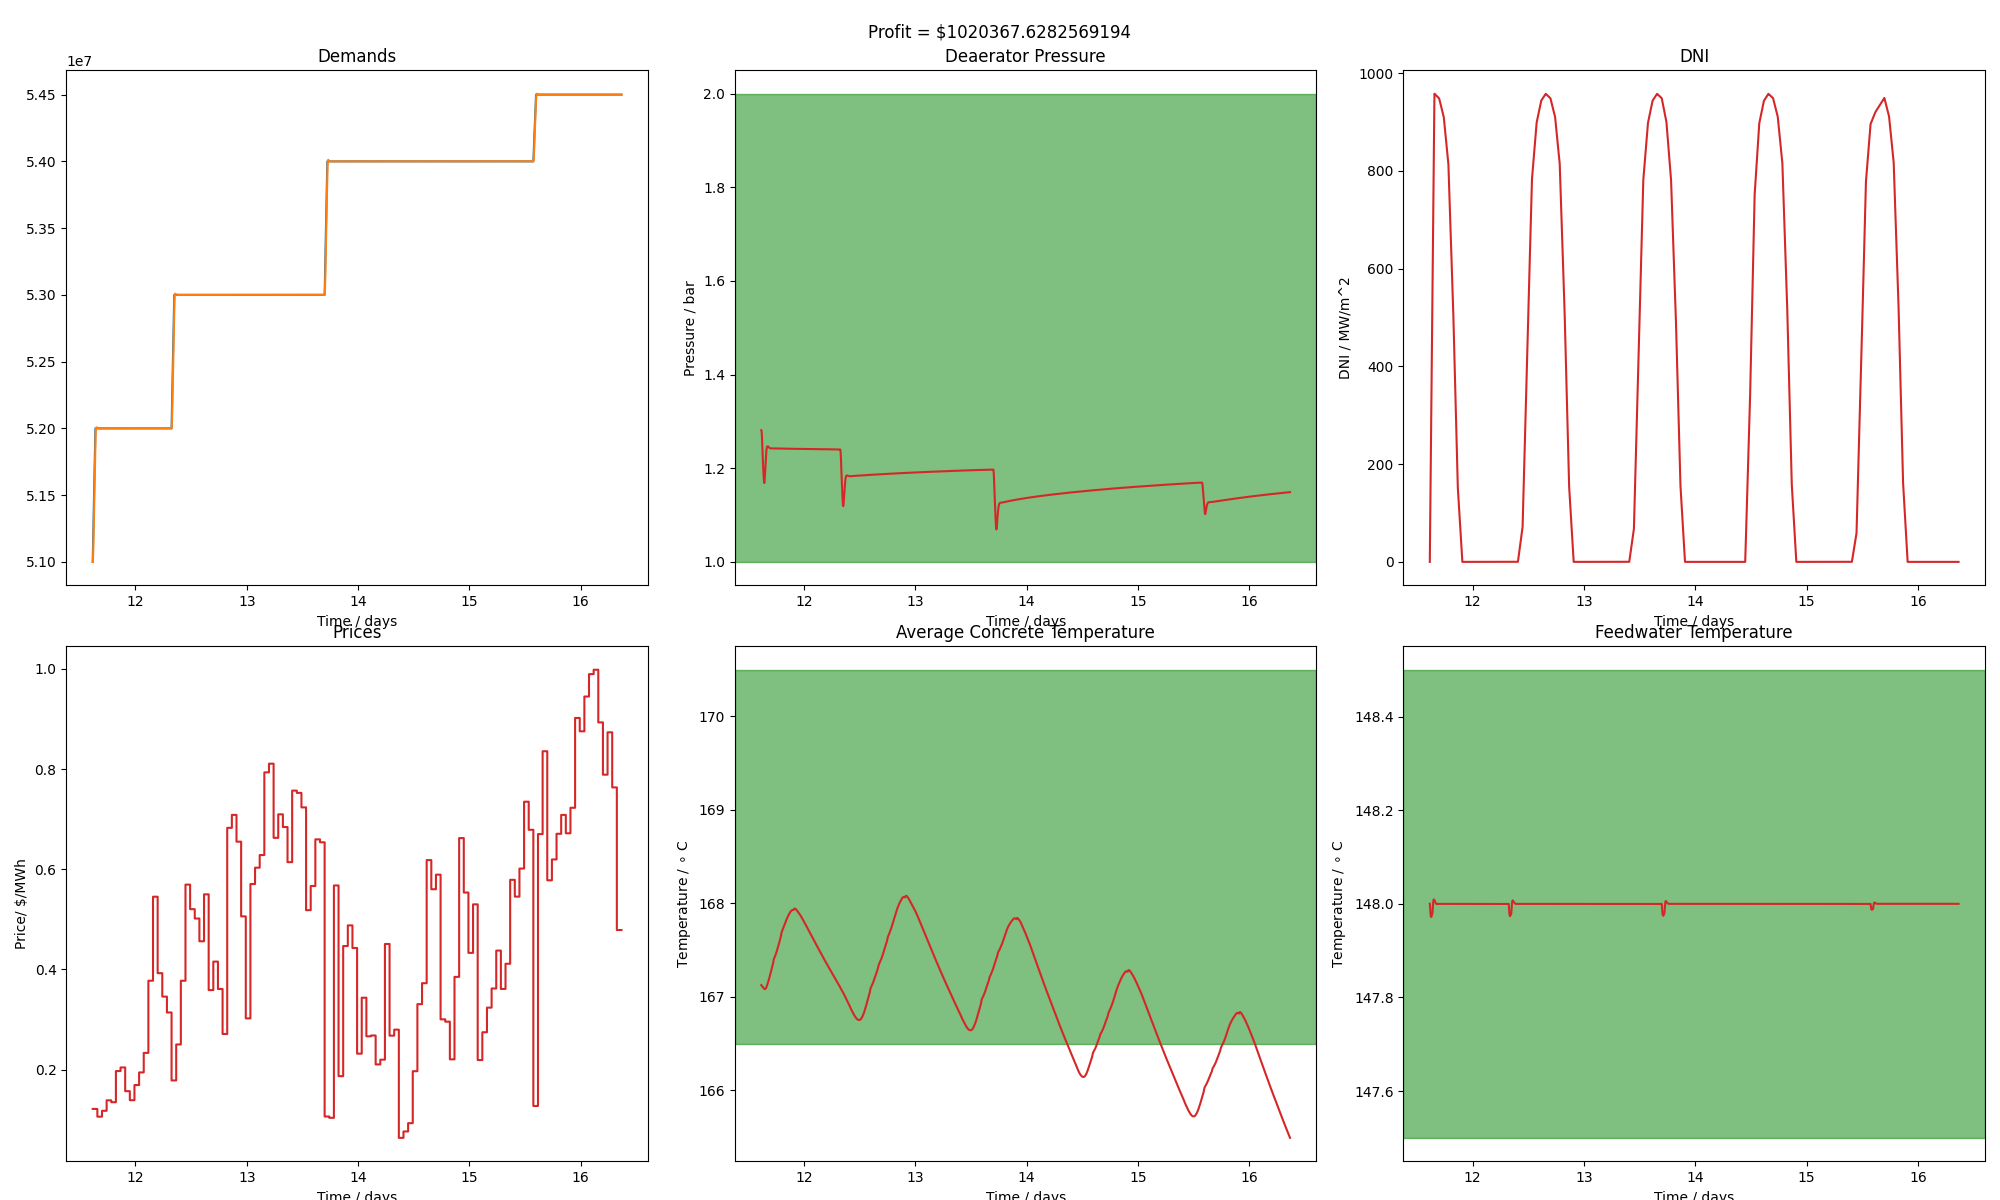 Profit = $1020367.6282569194
Demands
1e7
5.45
5.40
5.35
5.30
5.25
5.20
5.15
5.10
12 13 14 15 16
Time / days
Deaerator Pressure
Pressure / bar
2.0
1.8
1.6
1.4
1.2
1.0
12 13 14 15 16
Time / days
DNI
DNI / MW/m^2
1000
800
600
400
200
0
12 13 14 15 16
Time / days
Prices
Price/ $/MWh
1.0
0.8
0.6
0.4
0.2
12 13 14 15 16
Time / days
Average Concrete Temperature
Temperature / ∘ C
170
169
168
167
166
12 13 14 15 16
Time / days
Feedwater Temperature
Temperature / ∘ C
148.4
148.2
148.0
147.8
147.6
12 13 14 15 16
Time / days